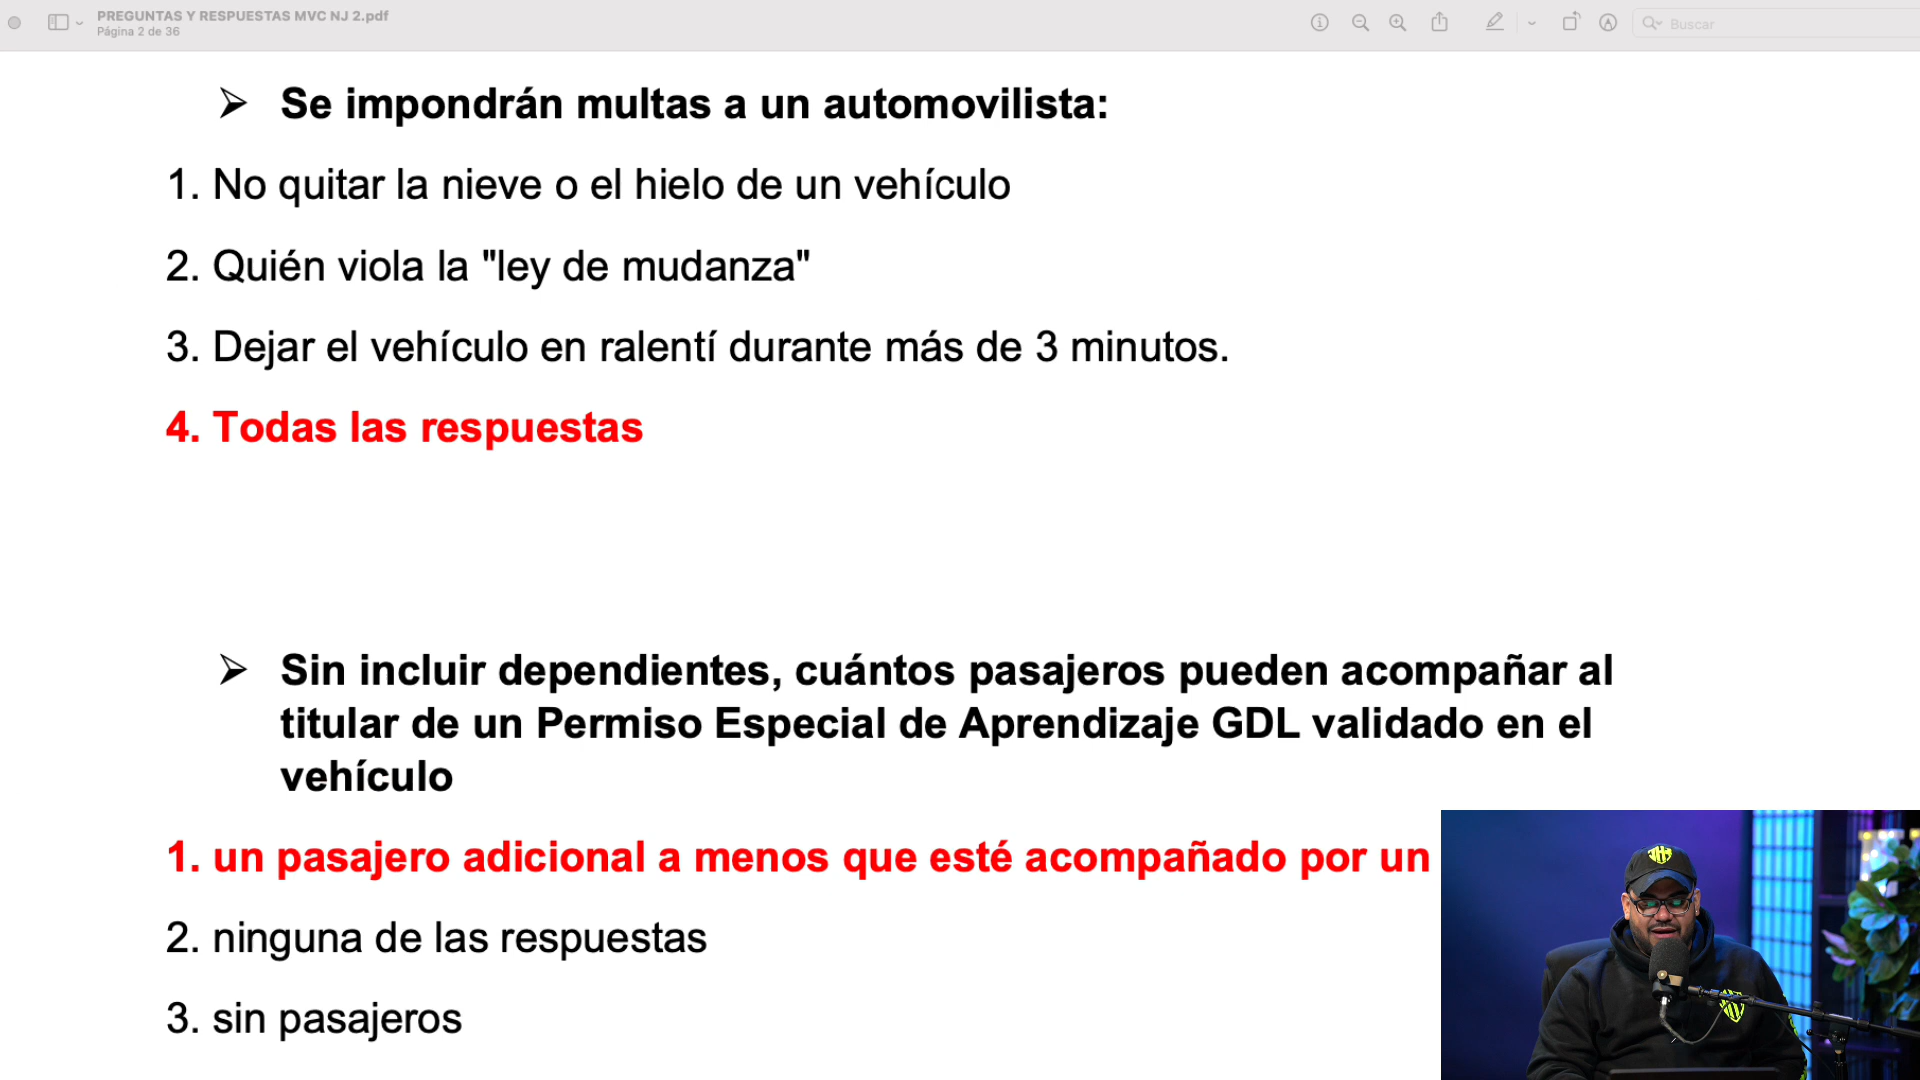 PREGUNTAS Y RESPUESTAS MVC NJ 2.pdf
Página 2 de 36
Buscar
➢ Se impondrán multas a un automovilista:
1. No quitar la nieve o el hielo de un vehículo
2. Quién viola la "ley de mudanza"
3. Dejar el vehículo en ralentí durante más de 3 minutos.
4. Todas las respuestas
➢ Sin incluir dependientes, cuántos pasajeros pueden acompañar al
titular de un Permiso Especial de Aprendizaje GDL validado en el
vehículo
1. un pasajero adicional a menos que esté acompañado por un
2. ninguna de las respuestas
3. sin pasajeros